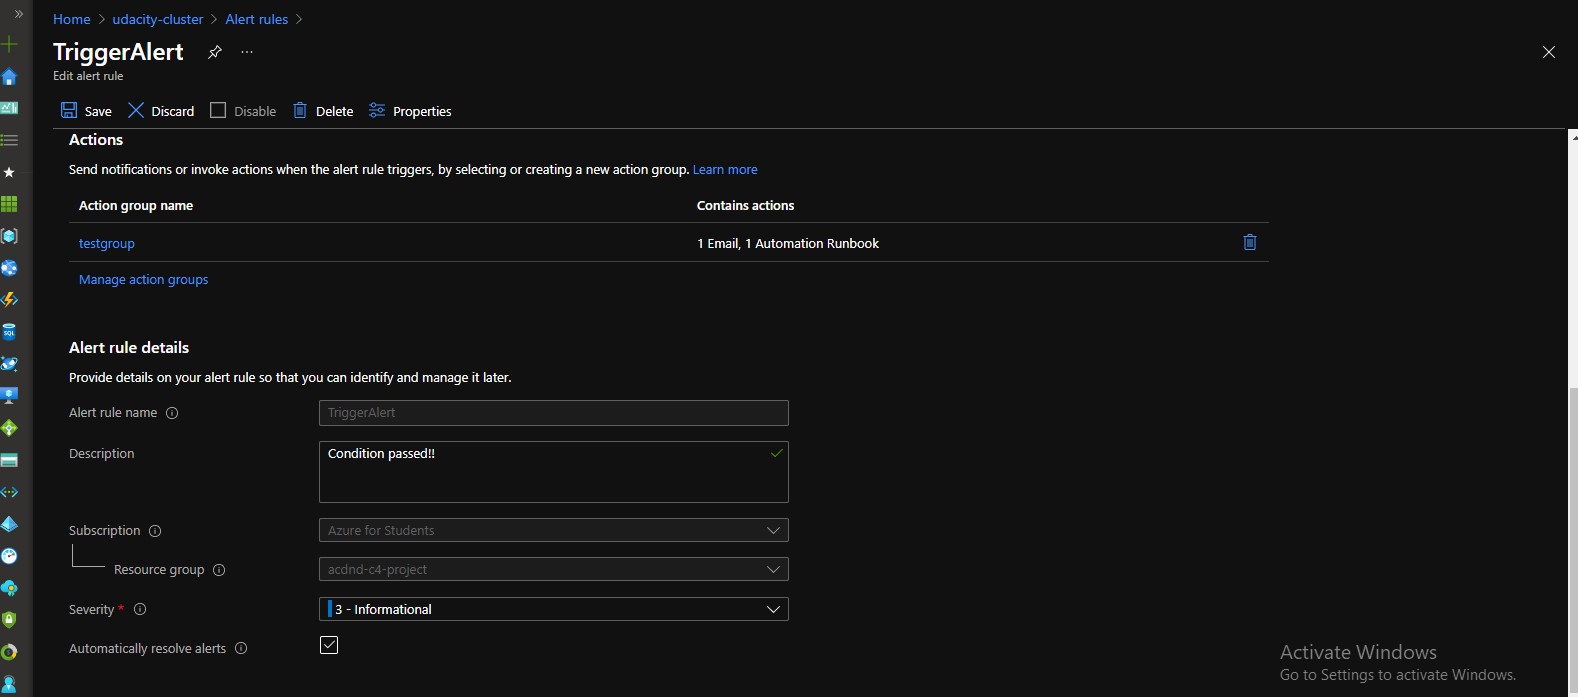 Home > udacity-cluster > Alert rules >
TriggerAlert
Edit alert rule
Save Discard Disable Delete Properties
Actions
Send notifications or invoke actions when the alert rule triggers, by selecting or creating a new action group. Learn more
Action group name Contains actions
testgroup 1 Email, 1 Automation Runbook
Manage action groups
Alert rule details
Provide details on your alert rule so that you can identify and manage it later.
Alert rule name TriggerAlert
Description Condition passed!!
Subscription Azure for Students
Resource group acdnd-c4-project
Severity * 3 - Informational
Automatically resolve alerts
Activate Windows
Go to Settings to activate Windows.